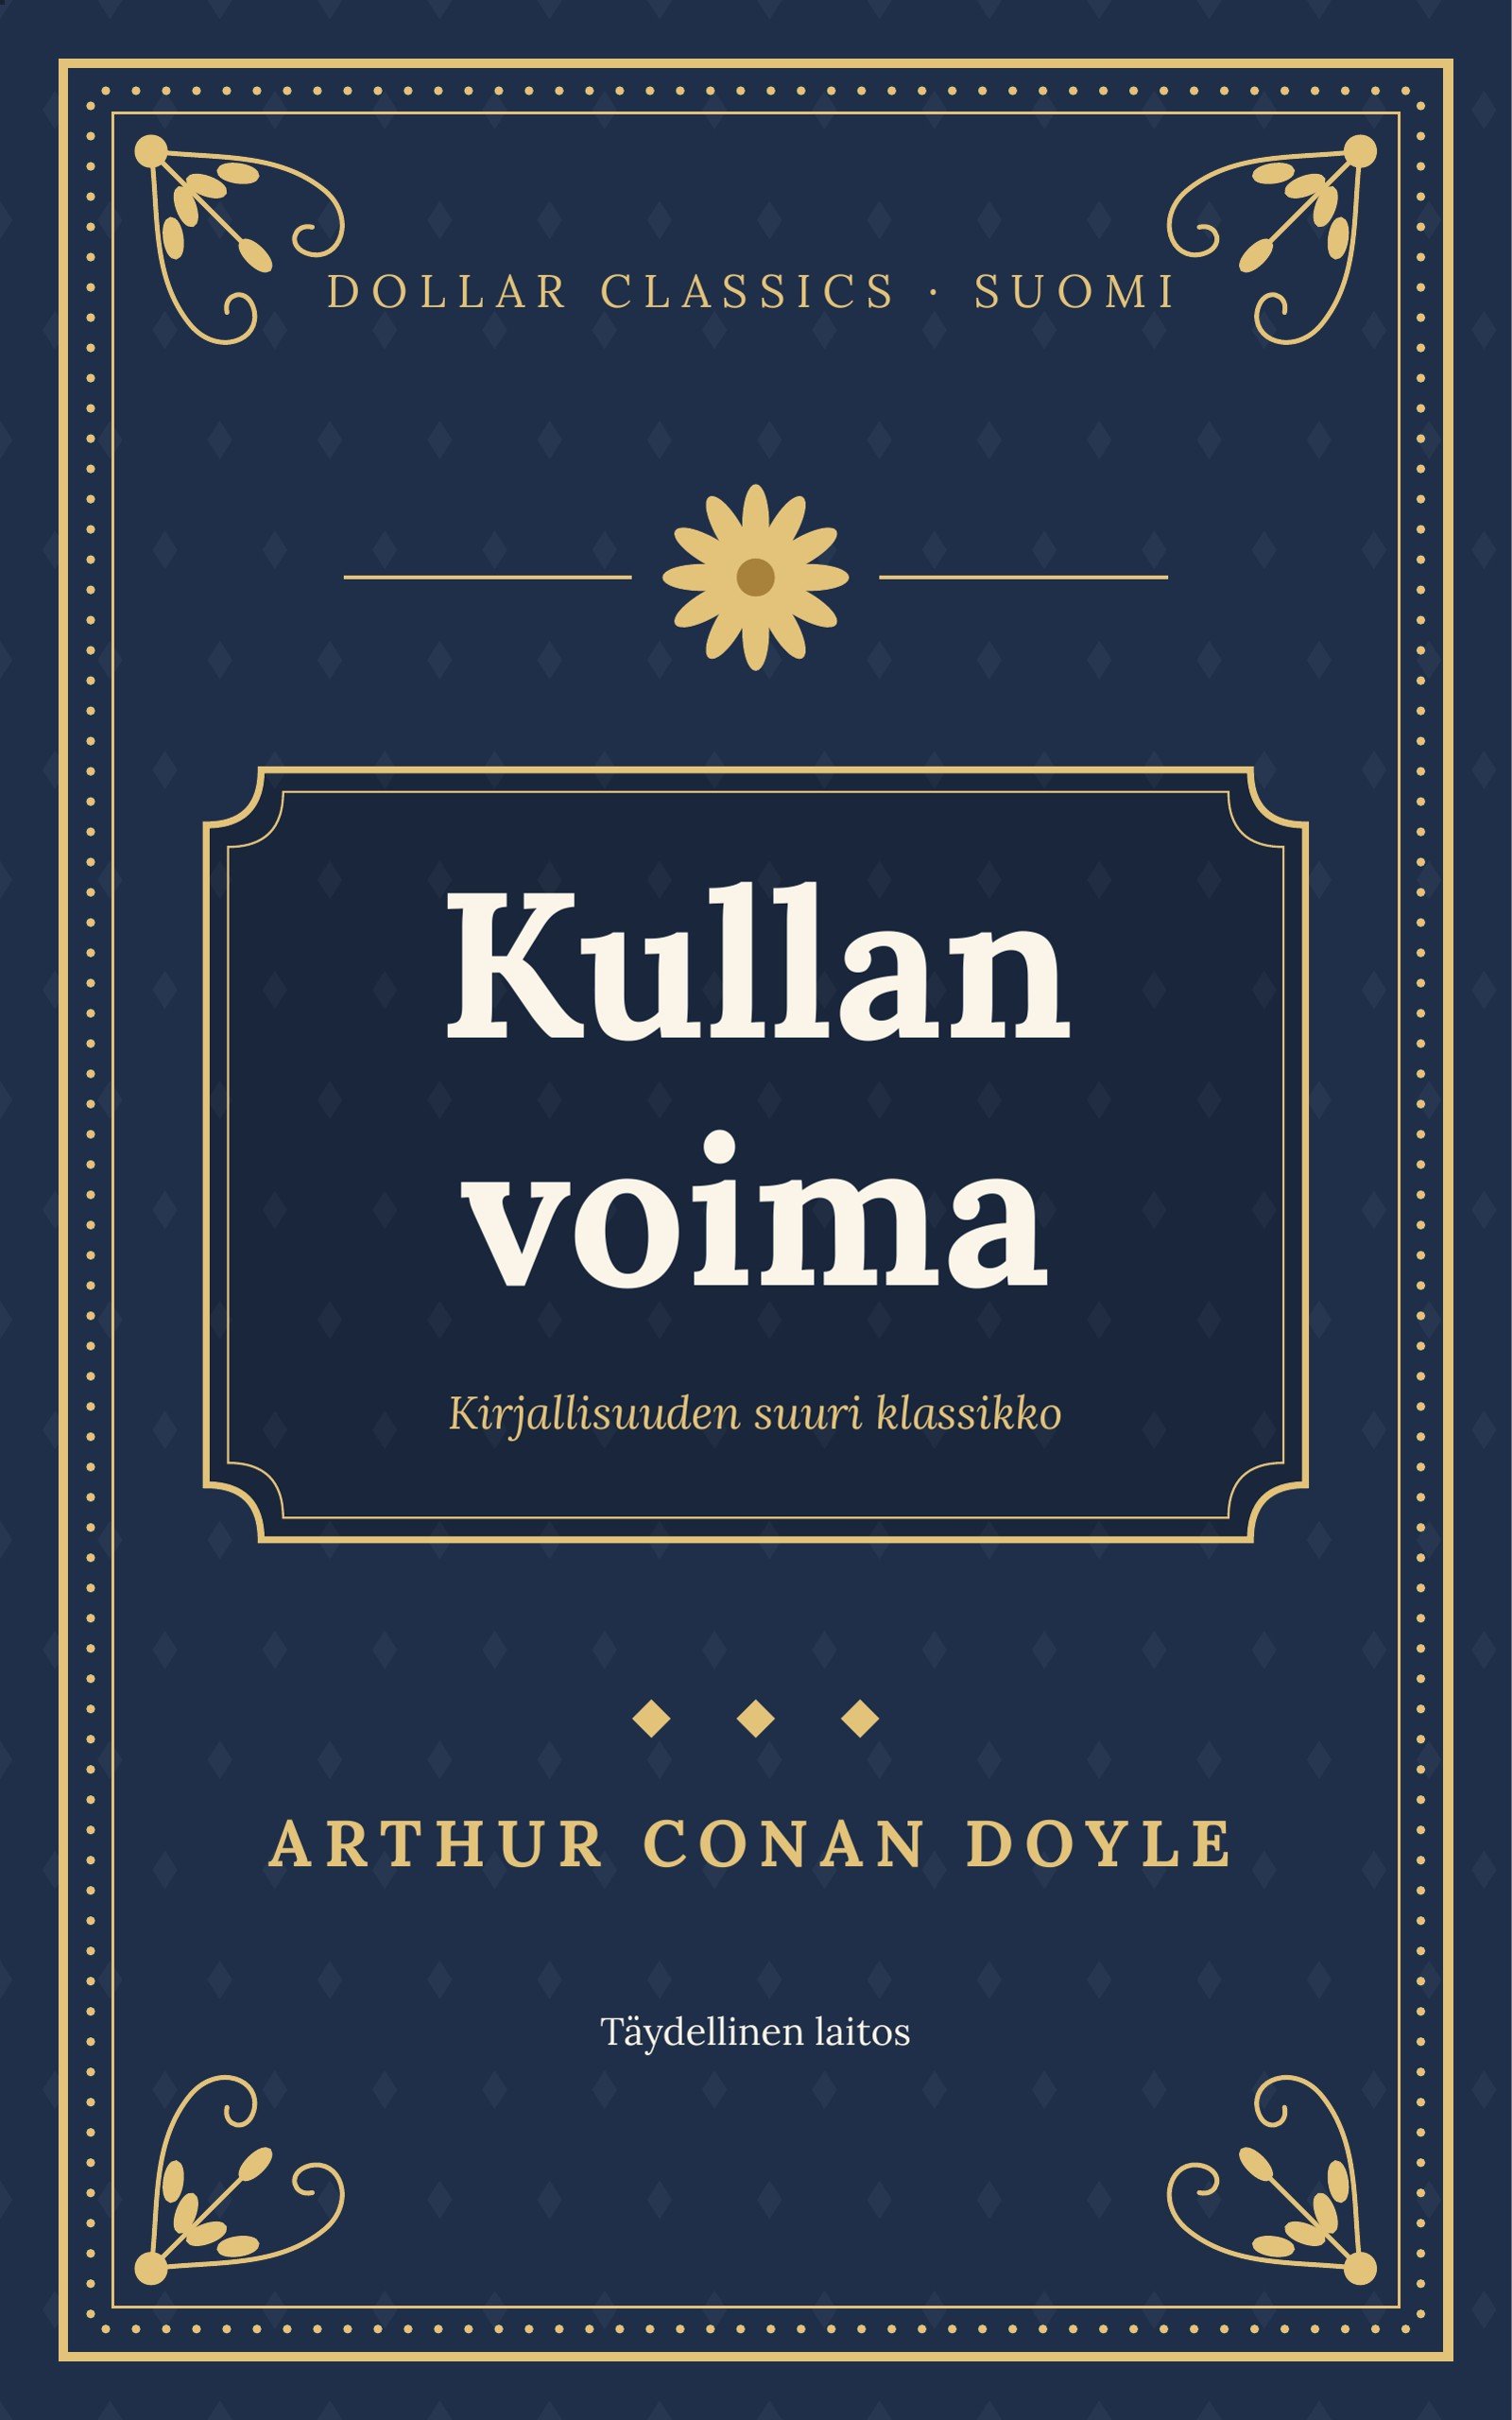 DOLLAR CLASSICS · SUOMI
Kullan
voima
Kirjallisuuden suuri klassikko
ARTHUR CONAN DOYLE
Täydellinen laitos